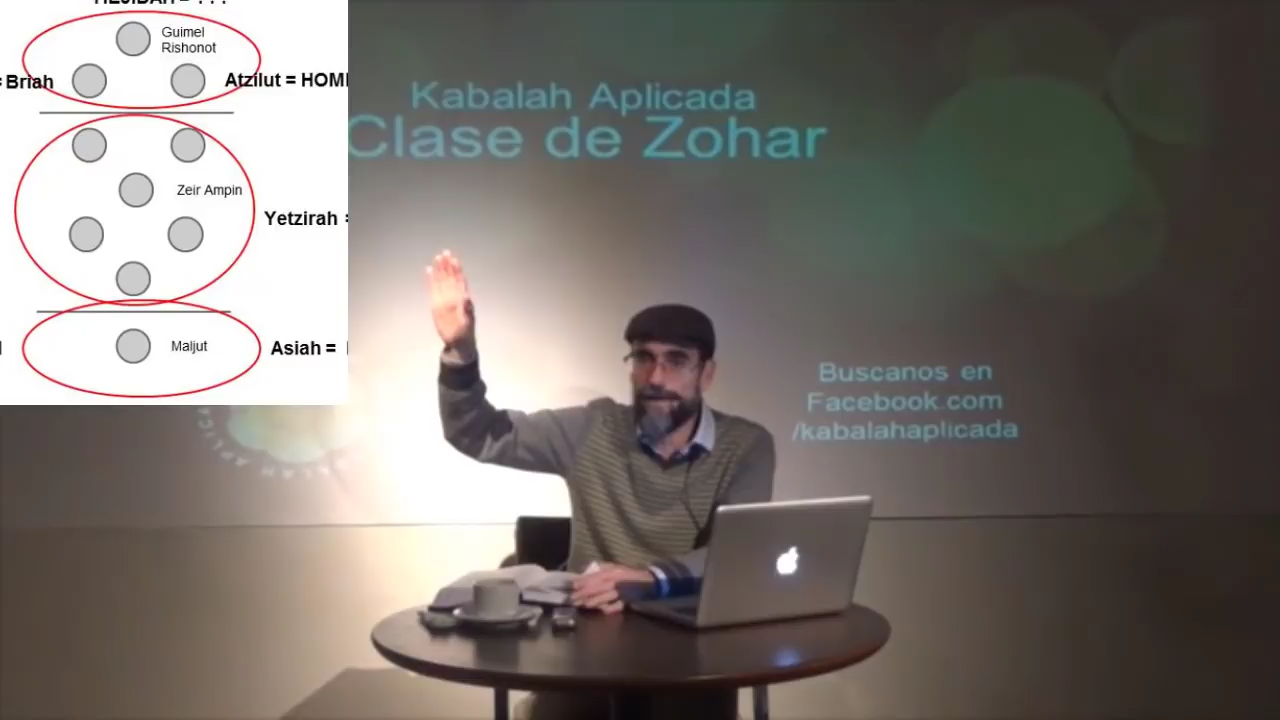 Guimel
Rishonot
= Briah
Atzilut = HOM
Zeir Ampin
Yetzirah =
Maljut
Asiah =
Kabalah Aplicada
Clase de Zohar
Buscanos en
Facebook.com
/kabalahaplicada